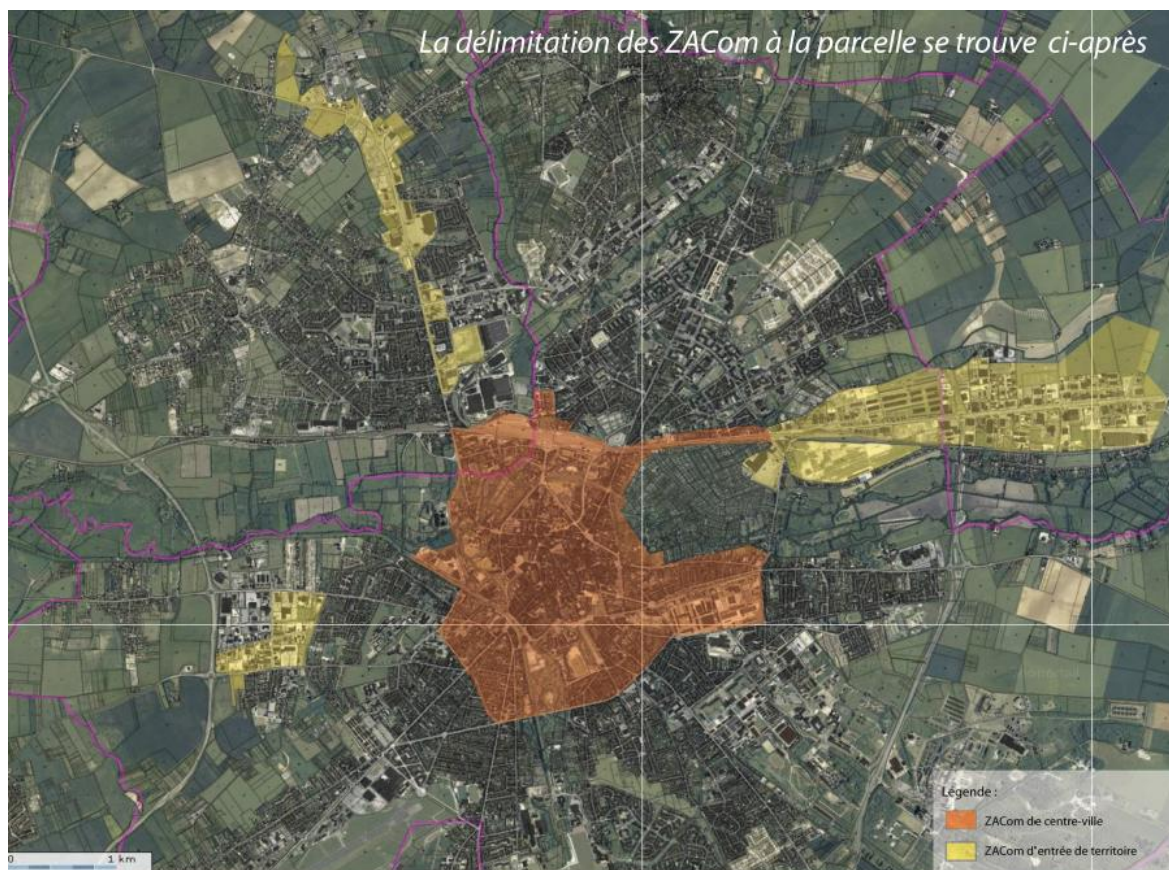 La délimitation des ZACom à la parcelle se trouve ci-après
Légende :
ZACom de centre-ville
ZACom d'entrée de territoire
0 1 km